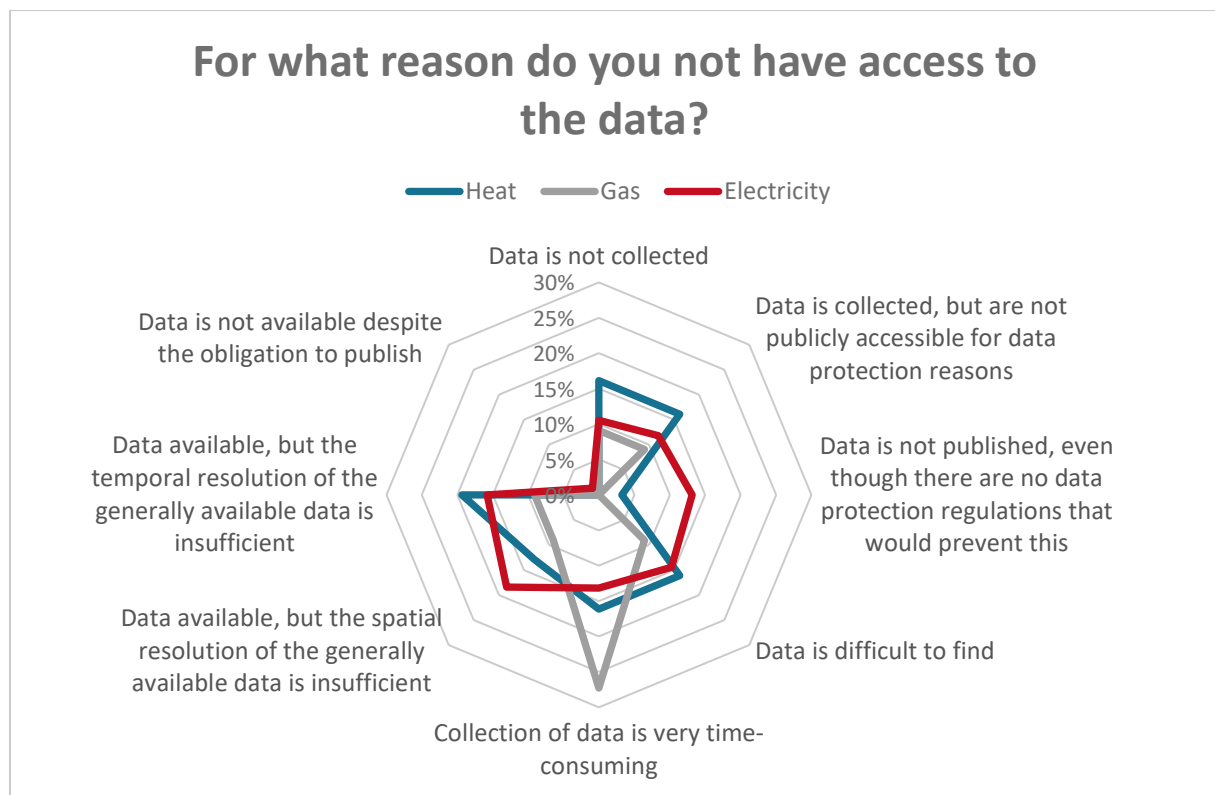 For what reason do you not have access to
the data?
Heat
Gas
Electricity
Data is not collected
30%
25%
20%
15%
10%
5%
0%
Data is collected, but are not
publicly accessible for data
protection reasons
Data is not published, even
though there are no data
protection regulations that
would prevent this
Data is difficult to find
Collection of data is very time-
consuming
Data available, but the spatial
resolution of the generally
available data is insufficient
Data available, but the
temporal resolution of the
generally available data is
insufficient
Data is not available despite
the obligation to publish